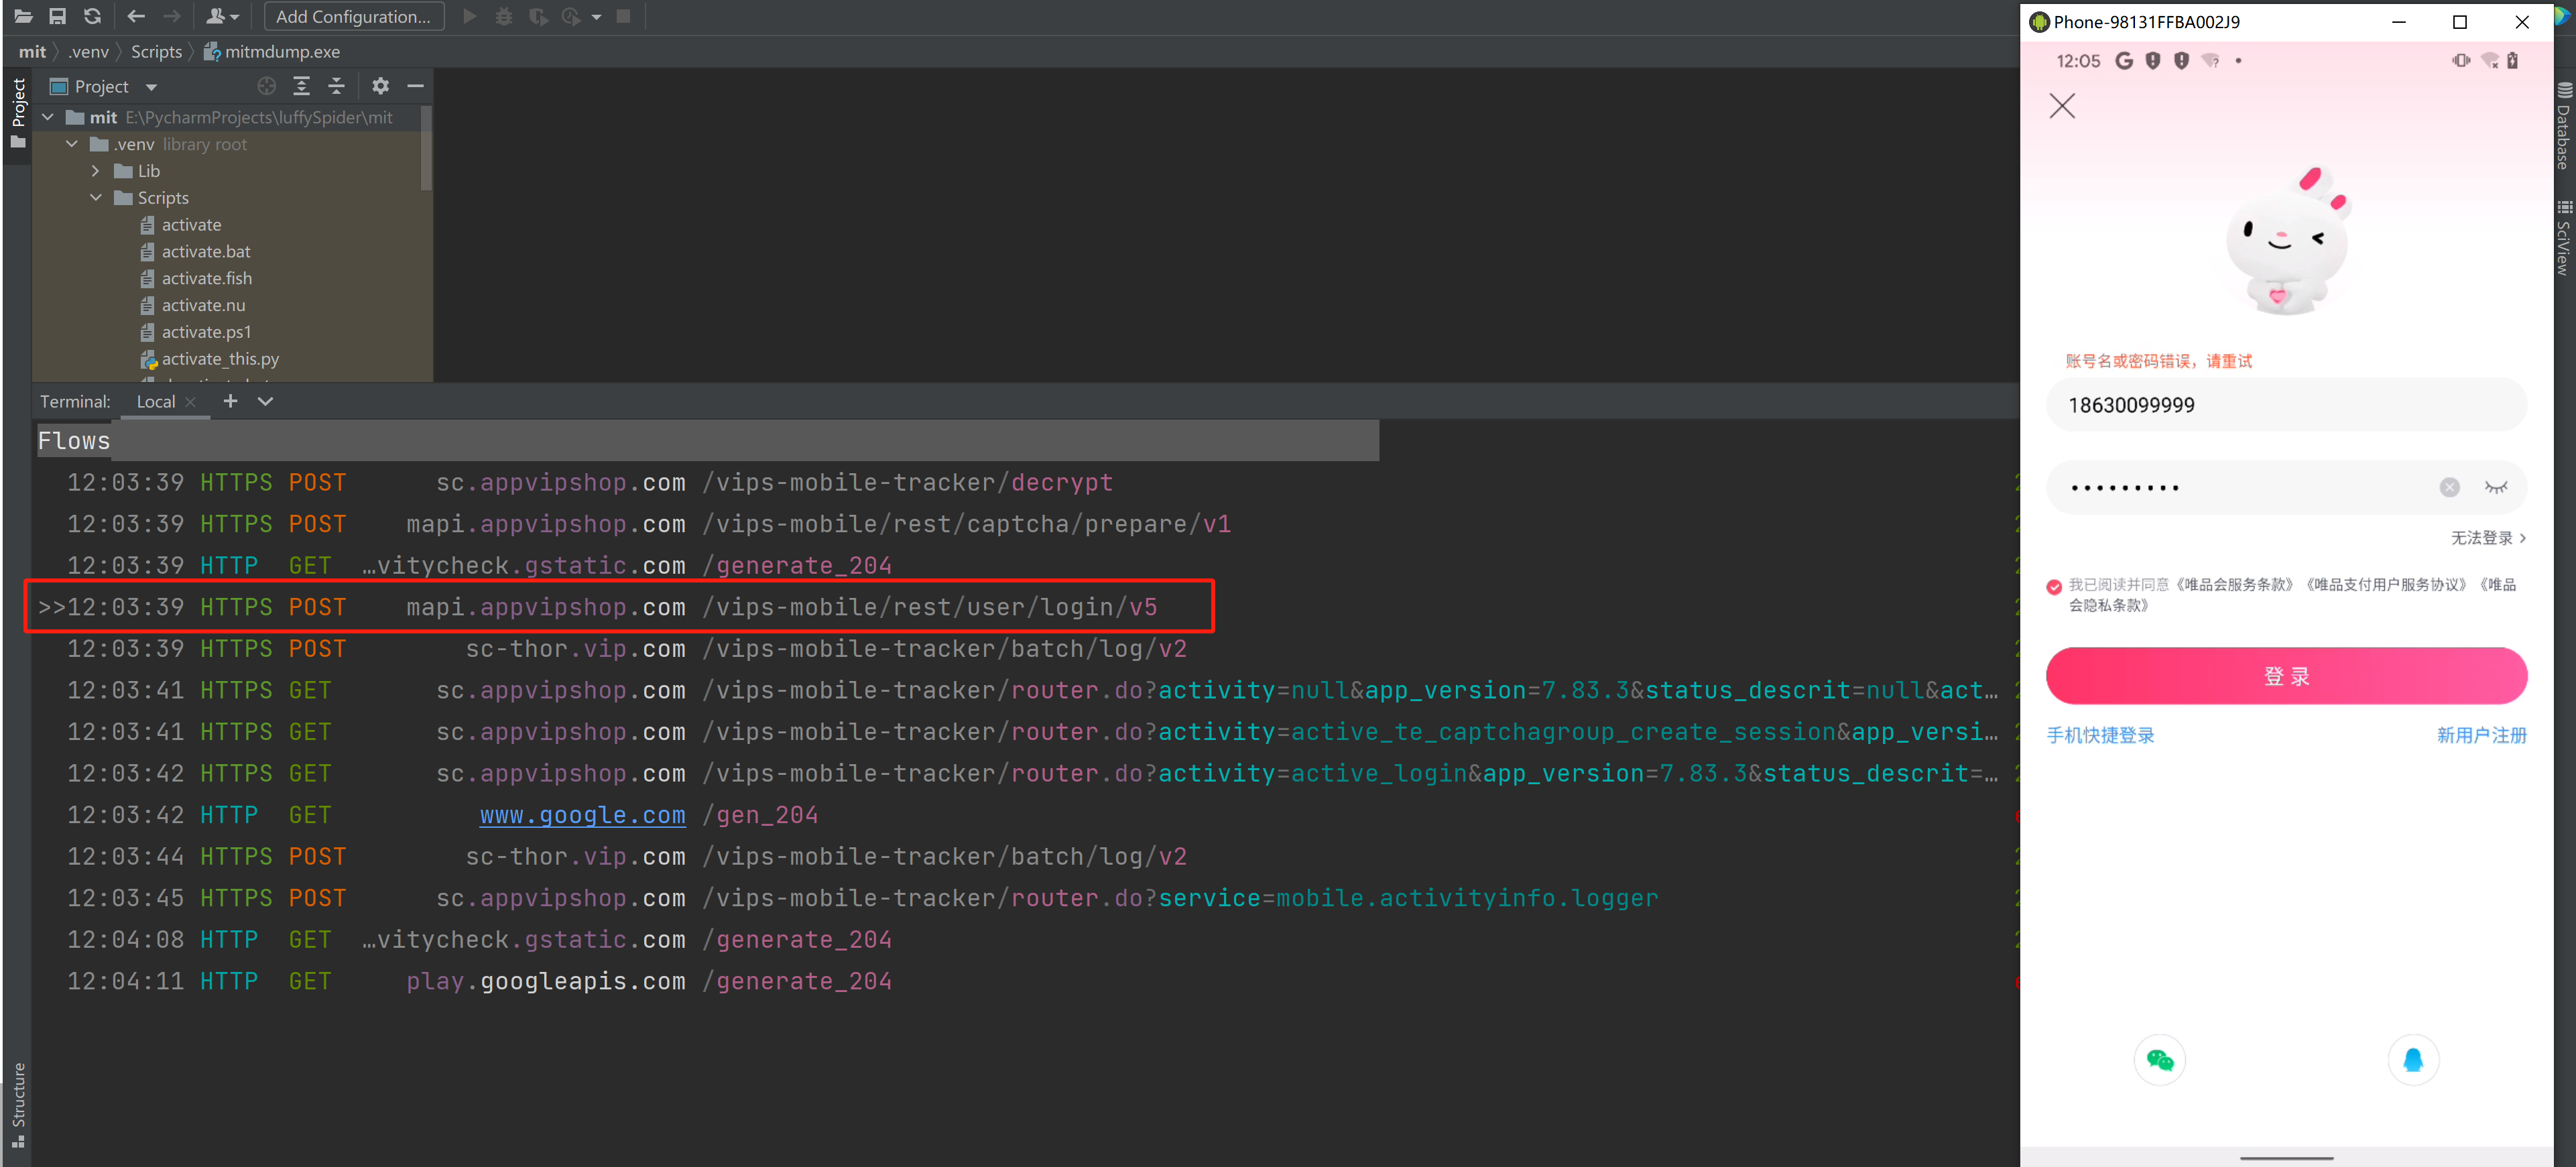 Add Configuration...
mit
.venv
Scripts
mitmdump.exe
Project
Project
mit E:\PycharmProjects\luffySpider\mit
.venv library root
Lib
Scripts
activate
activate.bat
activate.fish
activate.nu
activate.ps1
activate_this.py
Terminal:
Local
Flows
12:03:39 HTTPS POST sc.appvipshop.com /vips-mobile-tracker/decrypt
12:03:39 HTTPS POST mapi.appvipshop.com /vips-mobile/rest/captcha/prepare/v1
12:03:39 HTTP GET …vitycheck.gstatic.com /generate_204
>>12:03:39 HTTPS POST mapi.appvipshop.com /vips-mobile/rest/user/login/v5
12:03:39 HTTPS POST sc-thor.vip.com /vips-mobile-tracker/batch/log/v2
12:03:41 HTTPS GET sc.appvipshop.com /vips-mobile-tracker/router.do?activity=null&app_version=7.83.3&status_descrit=null&act…
12:03:41 HTTPS GET sc.appvipshop.com /vips-mobile-tracker/router.do?activity=active_te_captchagroup_create_session&app_versi…
12:03:42 HTTPS GET sc.appvipshop.com /vips-mobile-tracker/router.do?activity=active_login&app_version=7.83.3&status_descrit=…
12:03:42 HTTP GET www.google.com /gen_204
12:03:44 HTTPS POST sc-thor.vip.com /vips-mobile-tracker/batch/log/v2
12:03:45 HTTPS POST sc.appvipshop.com /vips-mobile-tracker/router.do?service=mobile.activityinfo.logger
12:04:08 HTTP GET …vitycheck.gstatic.com /generate_204
12:04:11 HTTP GET play.googleapis.com /generate_204
Structure
Phone-98131FFBA002J9
12:05
账号名或密码错误，请重试
18630099999
•••••••••
无法登录 >
我已阅读并同意《唯品会服务条款》《唯品支付用户服务协议》《唯品
会隐私条款》
登 录
手机快捷登录
新用户注册
Database
SciView